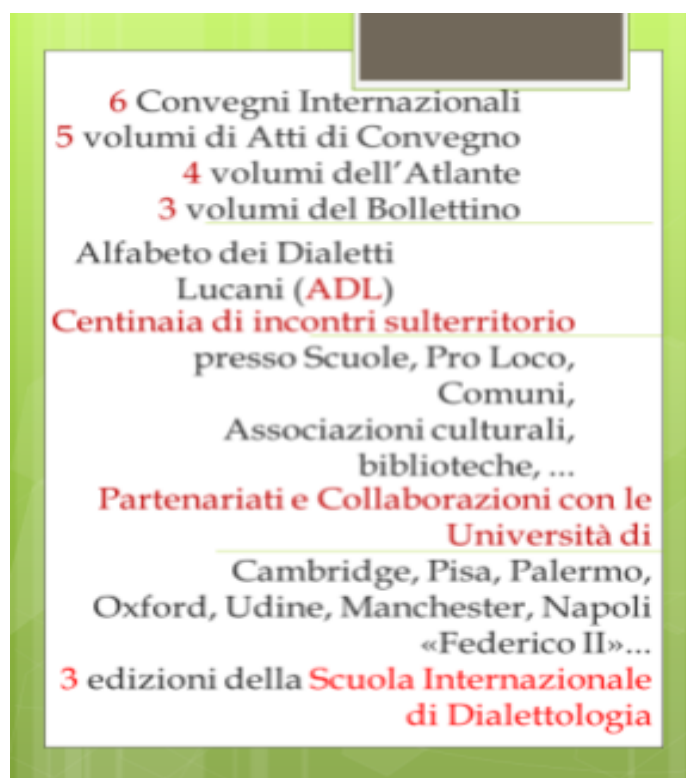 6 Convegni Internazionali
5 volumi di Atti di Convegno
4 volumi dell’Atlante
3 volumi del Bollettino
Alfabeto dei Dialetti
Lucani (ADL)
Centinaia di incontri sulterritorio
presso Scuole, Pro Loco,
Comuni,
Associazioni culturali,
biblioteche, ...
Partenariati e Collaborazioni con le
Università di
Cambridge, Pisa, Palermo,
Oxford, Udine, Manchester, Napoli
«Federico II»...
3 edizioni della Scuola Internazionale
di Dialettologia